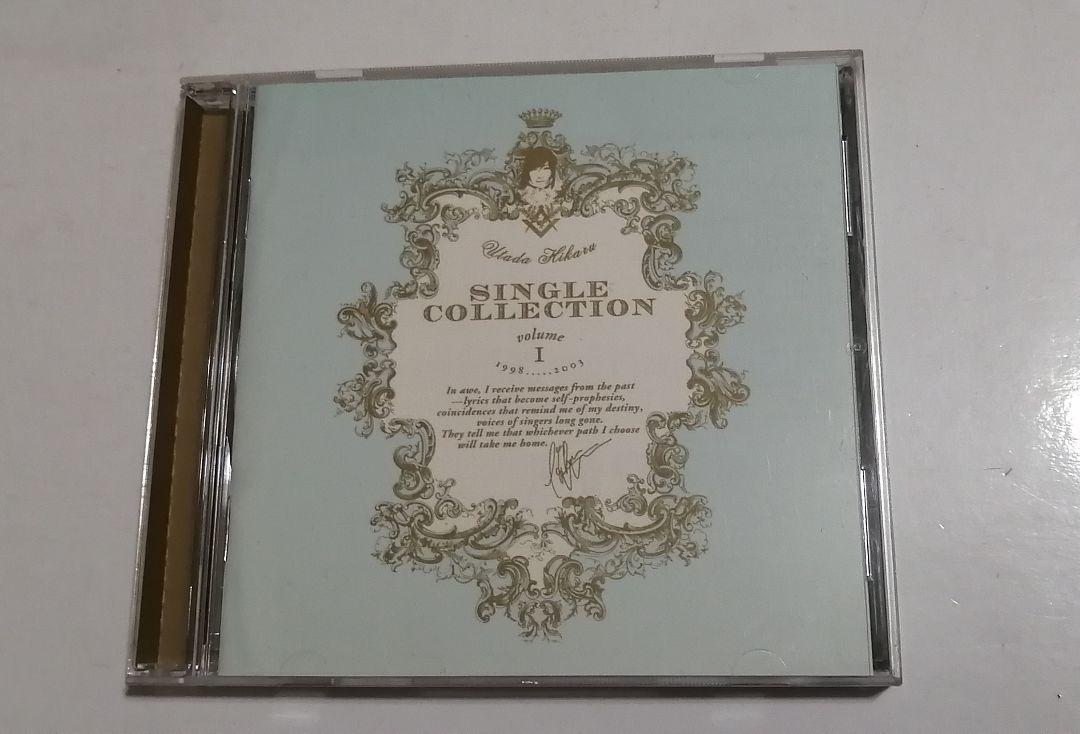 Utada Hikaru
SINGLE
COLLECTION
volume
I
1998.....2003
In awe, I receive messages from the past
—lyrics that become self-prophesies,
coincidences that remind me of my destiny,
voices of singers long gone.
They tell me that whichever path I choose
will take me home.